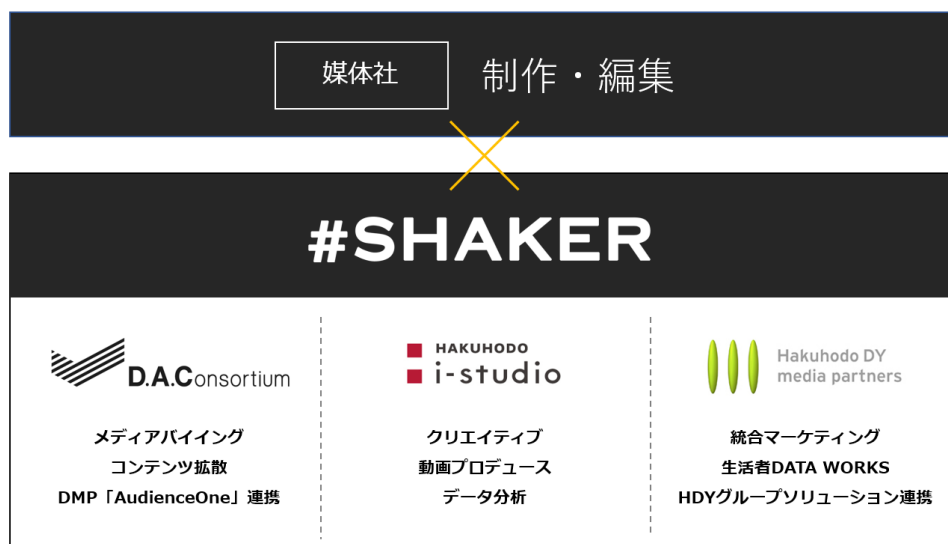 媒体社 制作・編集
#SHAKER
D.A.Consortium
メディアバイイング
コンテンツ拡散
DMP「AudienceOne」連携
HAKUHODO
i-studio
クリエイティブ
動画プロデュース
データ分析
Hakuhodo DY
media partners
統合マーケティング
生活者DATA WORKS
HDYグループソリューション連携